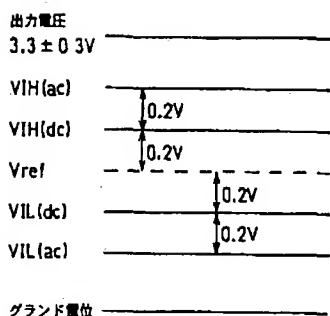 出力電圧
3.3 ± 0.3V
VIH(ac)
0.2V
VIH(dc)
0.2V
Vref
0.2V
VIL(dc)
0.2V
VIL(ac)
グランド電位